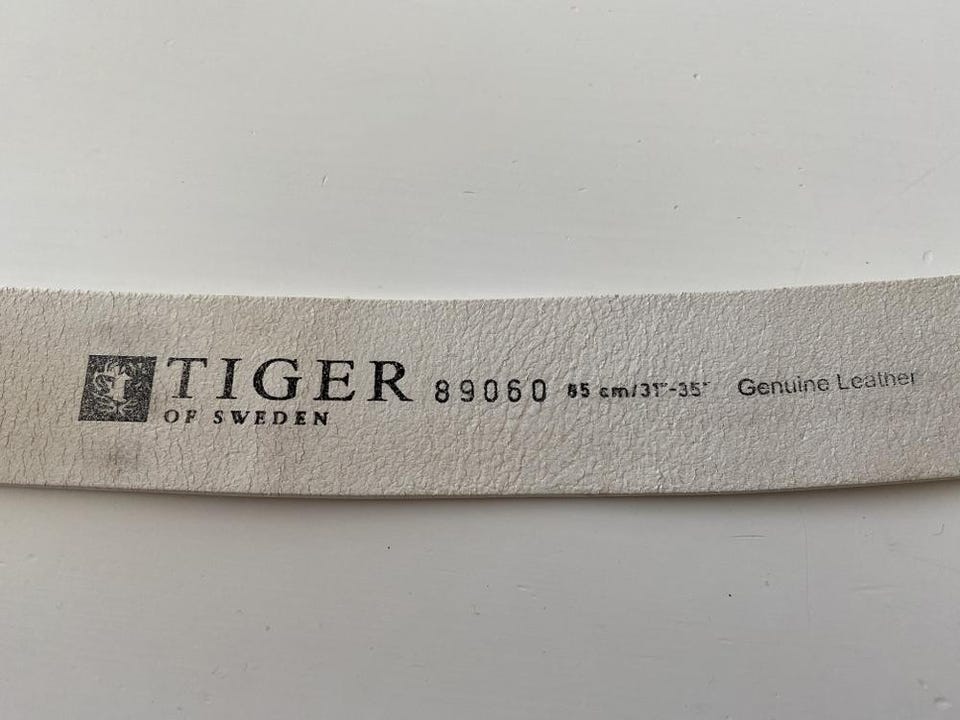 TIGER
OF SWEDEN
89060 85 cm/31"-35" Genuine Leather